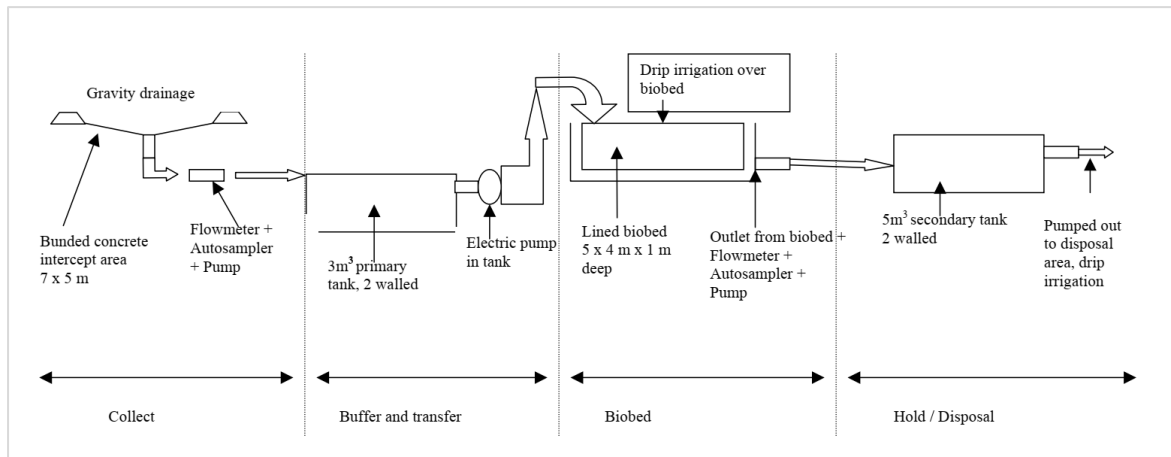 Gravity drainage
Bunded concrete
intercept area
7 x 5 m
Flowmeter +
Autosampler
+ Pump
3m³ primary
tank, 2 walled
Electric pump
in tank
Drip irrigation over
biobed
Lined biobed
5 x 4 m x 1 m
deep
Outlet from biobed +
Flowmeter +
Autosampler +
Pump
5m³ secondary tank
2 walled
Pumped out
to disposal
area, drip
irrigation
Collect
Buffer and transfer
Biobed
Hold / Disposal